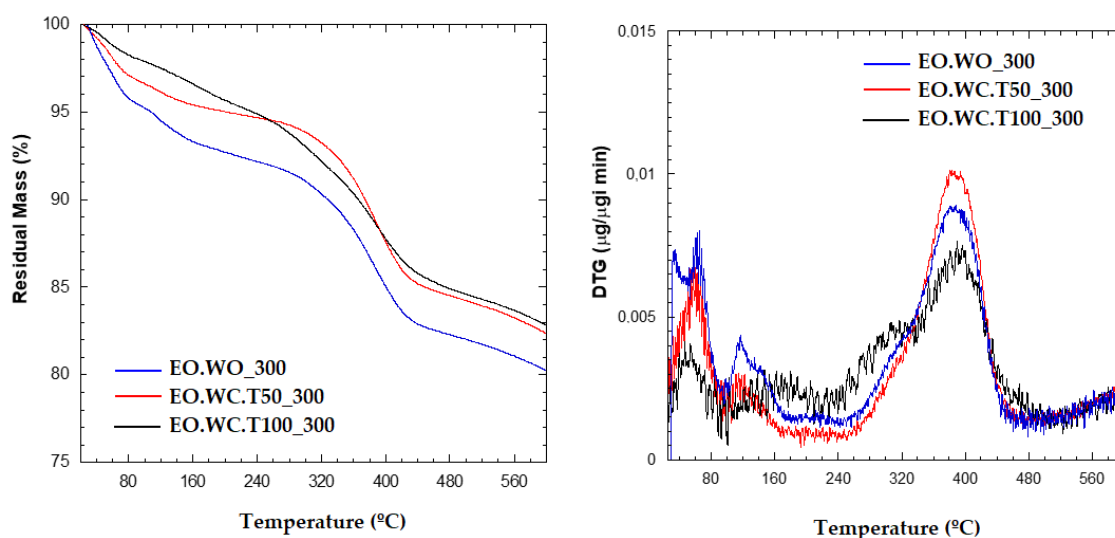 100
95
90
85
80
75
Residual Mass (%)
EO.WO_300
EO.WC.T50_300
EO.WC.T100_300
80 160 240 320 400 480 560
Temperature (ºC)
0,015
0,01
0,005
0
DTG (µg/µgi min)
EO.WO_300
EO.WC.T50_300
EO.WC.T100_300
80 160 240 320 400 480 560
Temperature (ºC)